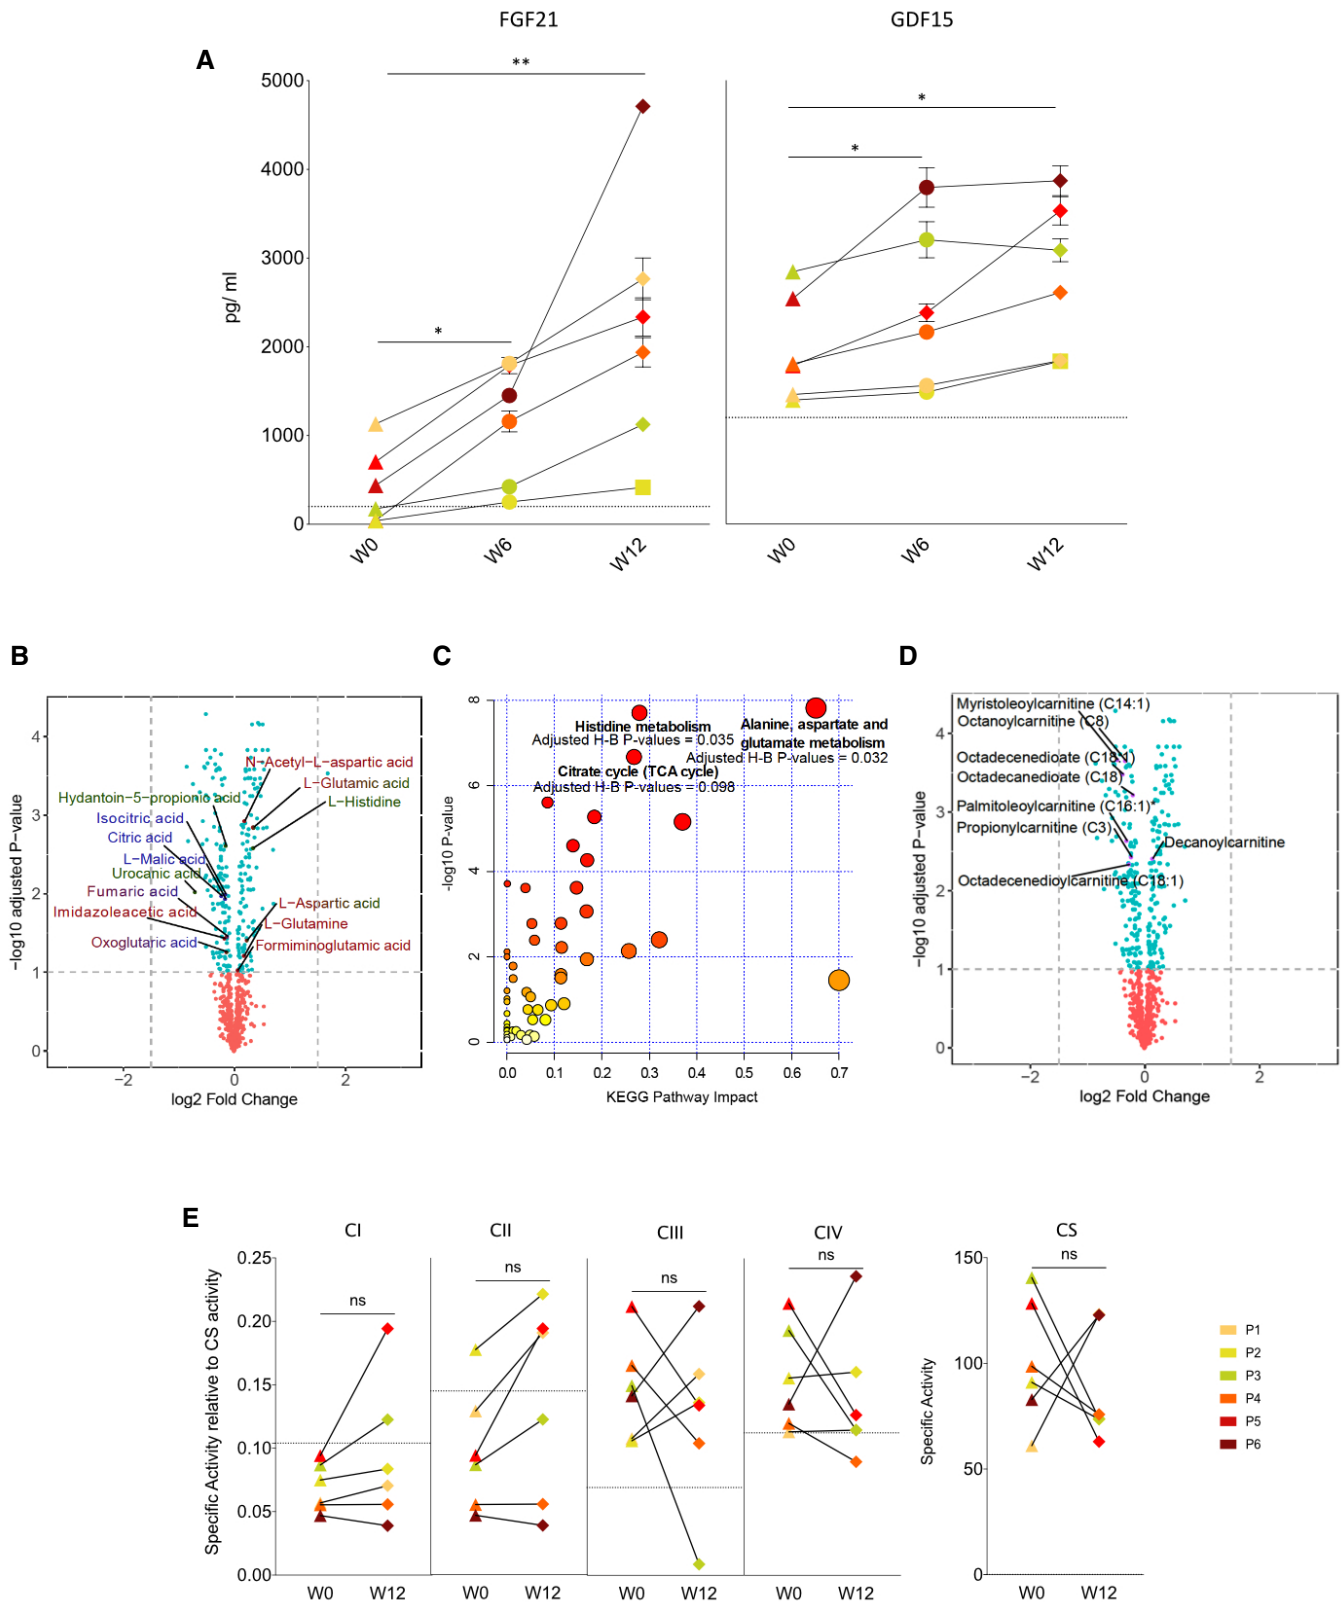 FGF21
GDF15
A
**
5000
4000
3000
2000
1000
0
pg/ ml
*
W0
W6
W12
*
*
W0
W6
W12
B
4
3
2
1
0
−log10 adjusted P−value
N−Acetyl−L−aspartic acid
L−Glutamic acid
Hydantoin−5−propionic acid
L−Histidine
Isocitric acid
Citric acid
L−Malic acid
Urocanic acid
Fumaric acid
L−Aspartic acid
Imidazoleacetic acid
L−Glutamine
Oxoglutaric acid
Formiminoglutamic acid
−2
0
2
log2 Fold Change
C
8
6
4
2
0
-log10 P-value
Histidine metabolism
Adjusted H-B P-values = 0.035
Alanine, aspartate and
glutamate metabolism
Adjusted H-B P-values = 0.032
Citrate cycle (TCA cycle)
Adjusted H-B P-values = 0.098
0.0
0.1
0.2
0.3
0.4
0.5
0.6
0.7
KEGG Pathway Impact
D
4
3
2
1
0
−log10 adjusted P−value
Myristoleoylcarnitine (C14:1)
Octanoylcarnitine (C8)
Octadecenedioate (C18:1)
Octadecanedioate (C18)
Palmitoleoylcarnitine (C16:1)
Propionylcarnitine (C3)
Decanoylcarnitine
Octadecenedioylcarnitine (C18:1)
−2
0
2
log2 Fold Change
E
CI
CII
CIII
CIV
CS
0.25
0.20
0.15
0.10
0.05
0.00
Specific Activity relative to CS activity
ns
ns
ns
ns
ns
W0
W12
W0
W12
W0
W12
W0
W12
150
100
50
0
Specific Activity
W0
W12
P1
P2
P3
P4
P5
P6